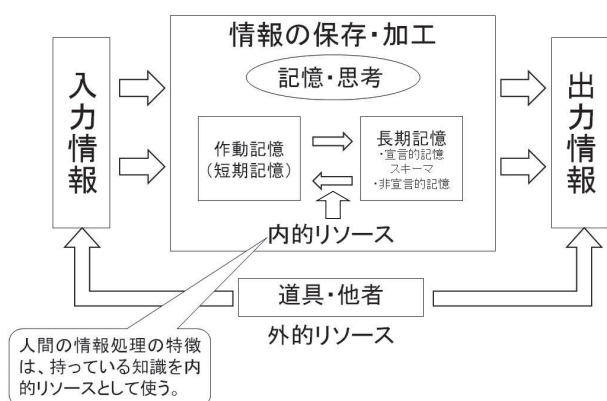 情報の保存・加工
記憶・思考
入力情報
作動記憶
(短期記憶)
長期記憶
・宣言的記憶
スキーマ
・非宣言的記憶
出力情報
内的リソース
道具・他者
外的リソース
人間の情報処理の特徴
は、持っている知識を内
的リソースとして使う。